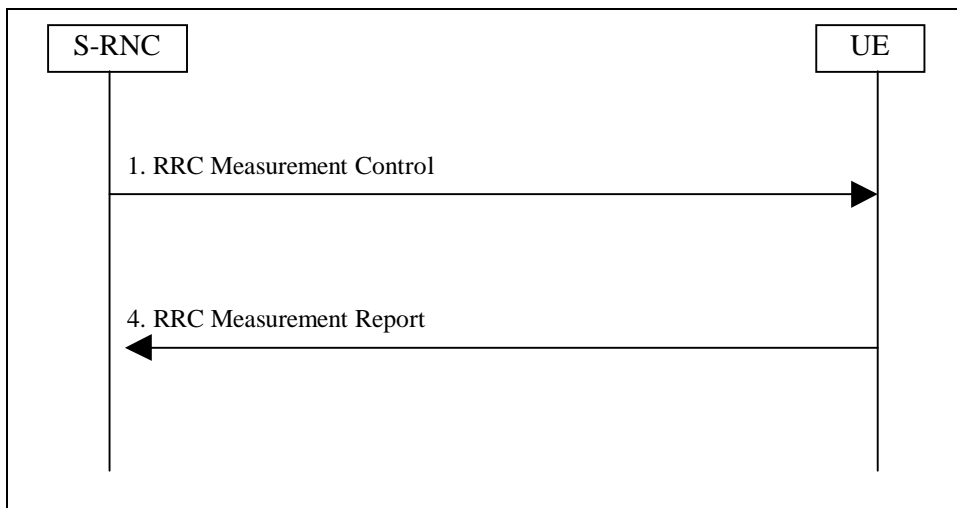 S-RNC
UE
1. RRC Measurement Control
4. RRC Measurement Report